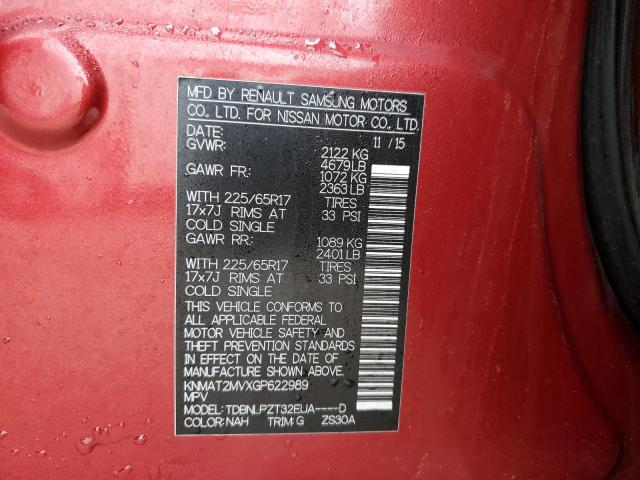 MFD BY RENAULT SAMSUNG MOTORS
CO., LTD. FOR NISSAN MOTOR CO., LTD.
DATE: 11 / 15
GVWR: 2122 KG
4679 LB
GAWR FR: 1072 KG
2363 LB
WITH 225/65R17 TIRES
17x7J RIMS AT 33 PSI
COLD SINGLE
GAWR RR: 1089 KG
2401 LB
WITH 225/65R17 TIRES
17x7J RIMS AT 33 PSI
COLD SINGLE
THIS VEHICLE CONFORMS TO
ALL APPLICABLE FEDERAL
MOTOR VEHICLE SAFETY AND
THEFT PREVENTION STANDARDS
IN EFFECT ON THE DATE OF
MANUFACTURE SHOWN ABOVE.
KNMAT2MVXGP622989
MPV
MODEL: TDBNLPZT32EUA----D
COLOR: NAH TRIM: G ZS30A